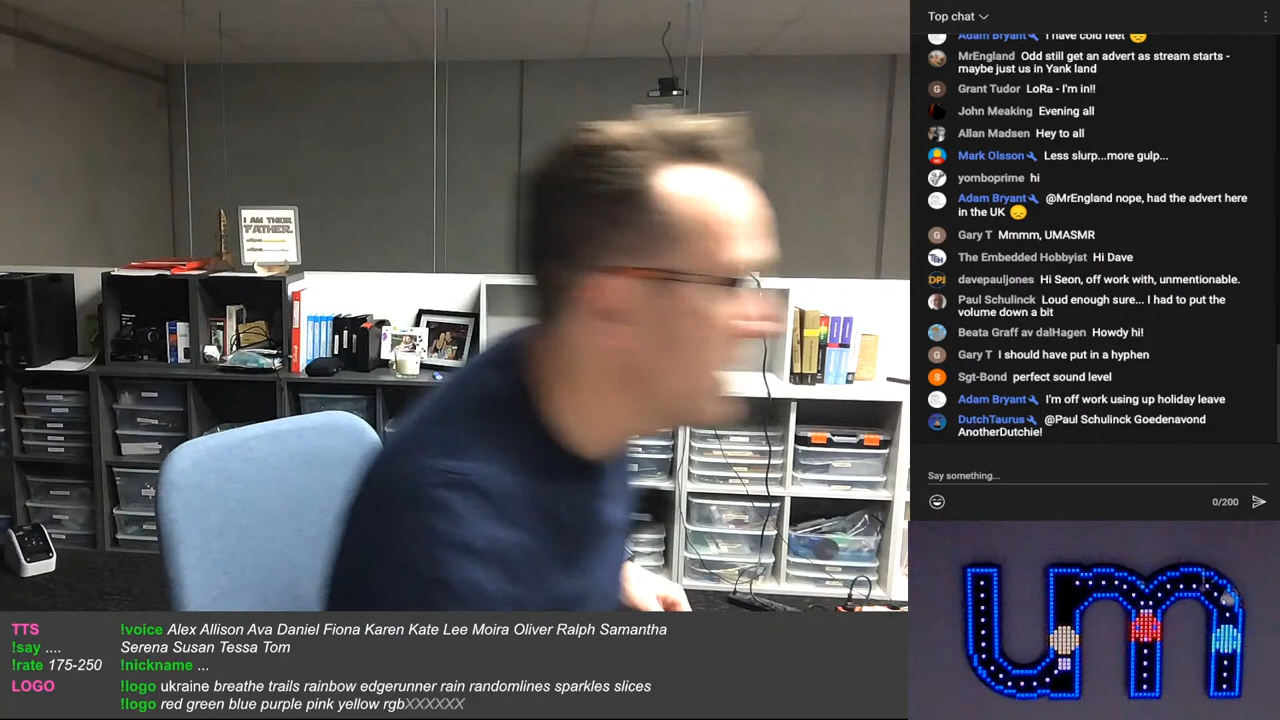 Top chat
Adam Bryant I have cold feet
MrEngland Odd still get an advert as stream starts -
maybe just us in Yank land
Grant Tudor LoRa - I'm in!!
John Meaking Evening all
Allan Madsen Hey to all
Mark Olsson Less slurp...more gulp...
yomboprime hi
Adam Bryant @MrEngland nope, had the advert here
in the UK
Gary T Mmmm, UMASMR
The Embedded Hobbyist Hi Dave
davepauljones Hi Seon, off work with, unmentionable.
Paul Schulinck Loud enough sure... I had to put the
volume down a bit
Beata Graff av dalHagen Howdy hi!
Gary T I should have put in a hyphen
Sgt-Bond perfect sound level
Adam Bryant I'm off work using up holiday leave
DutchTaurus @Paul Schulinck Goedenavond
AnotherDutchie!
Say something...
0/200
I AM THEIR
FATHER.
um
TTS !voice Alex Allison Ava Daniel Fiona Karen Kate Lee Moira Oliver Ralph Samantha
!say .... Serena Susan Tessa Tom
!rate 175-250 !nickname ...
LOGO !logo ukraine breathe trails rainbow edgerunner rain randomlines sparkles slices
!logo red green blue purple pink yellow rgbXXXXXX